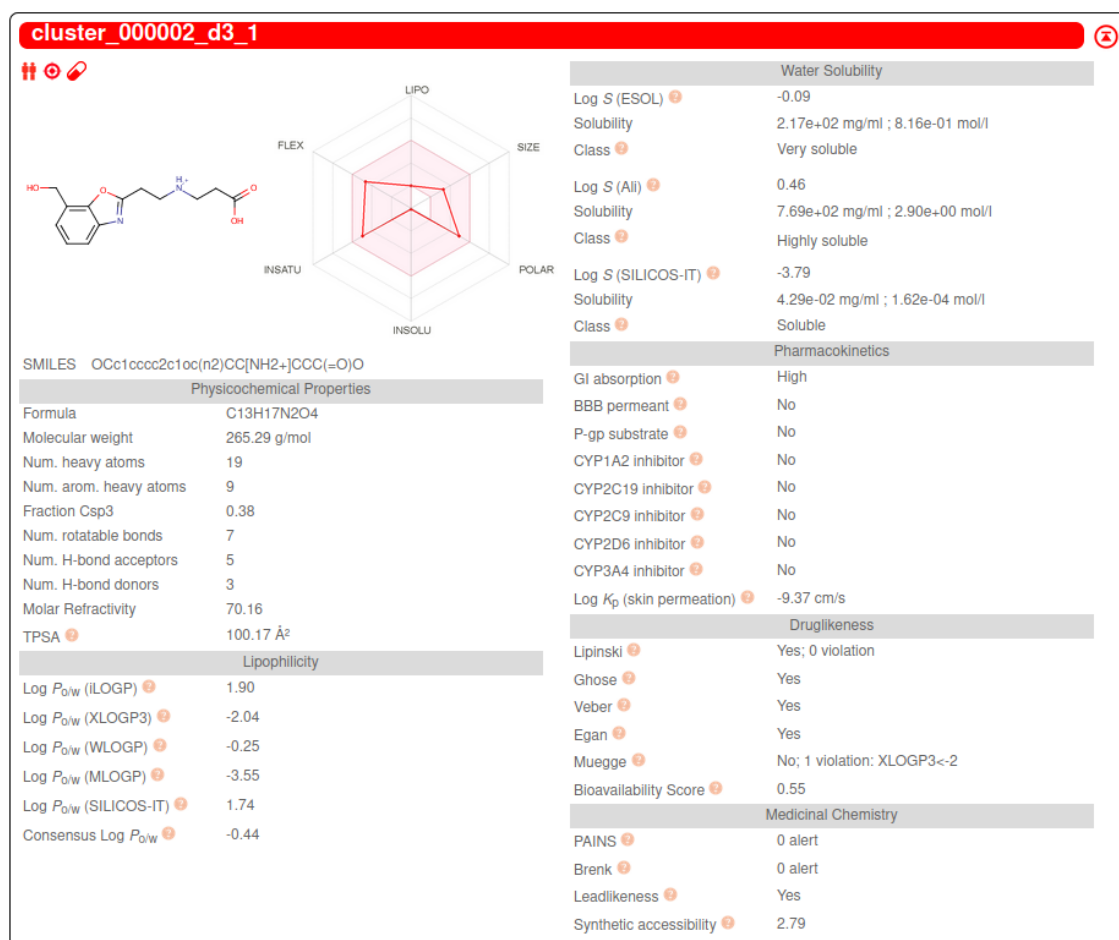 cluster_000002_d3_1
LIPO
FLEX
SIZE
INSATU
POLAR
INSOLU
HO
O
N
H₂+
N
O
OH
SMILES OCc1cccc2c1oc(n2)CC[NH2+]CCC(=O)O
Physicochemical Properties
Formula C13H17N2O4
Molecular weight 265.29 g/mol
Num. heavy atoms 19
Num. arom. heavy atoms 9
Fraction Csp3 0.38
Num. rotatable bonds 7
Num. H-bond acceptors 5
Num. H-bond donors 3
Molar Refractivity 70.16
TPSA ? 100.17 Å²
Lipophilicity
Log Po/w (iLOGP) ? 1.90
Log Po/w (XLOGP3) ? -2.04
Log Po/w (WLOGP) ? -0.25
Log Po/w (MLOGP) ? -3.55
Log Po/w (SILICOS-IT) ? 1.74
Consensus Log Po/w ? -0.44
Water Solubility
Log S (ESOL) ? -0.09
Solubility 2.17e+02 mg/ml ; 8.16e-01 mol/l
Class ? Very soluble
Log S (Ali) ? 0.46
Solubility 7.69e+02 mg/ml ; 2.90e+00 mol/l
Class ? Highly soluble
Log S (SILICOS-IT) ? -3.79
Solubility 4.29e-02 mg/ml ; 1.62e-04 mol/l
Class ? Soluble
Pharmacokinetics
GI absorption ? High
BBB permeant ? No
P-gp substrate ? No
CYP1A2 inhibitor ? No
CYP2C19 inhibitor ? No
CYP2C9 inhibitor ? No
CYP2D6 inhibitor ? No
CYP3A4 inhibitor ? No
Log Kp (skin permeation) ? -9.37 cm/s
Druglikeness
Lipinski ? Yes; 0 violation
Ghose ? Yes
Veber ? Yes
Egan ? Yes
Muegge ? No; 1 violation: XLOGP3<-2
Bioavailability Score ? 0.55
Medicinal Chemistry
PAINS ? 0 alert
Brenk ? 0 alert
Leadlikeness ? Yes
Synthetic accessibility ? 2.79